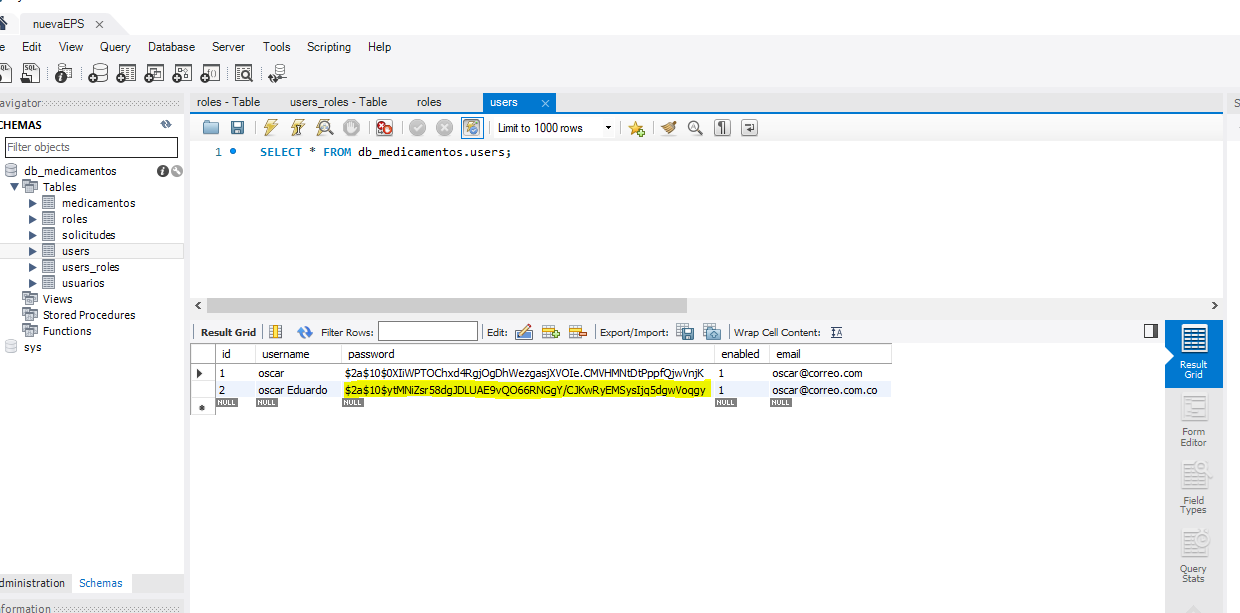 nuevaEPS
Edit View Query Database Server Tools Scripting Help
roles - Table users_roles - Table roles users
CHEMAS
Filter objects
db_medicamentos
Tables
medicamentos
roles
solicitudes
users
users_roles
usuarios
Views
Stored Procedures
Functions
sys
Limit to 1000 rows
1 SELECT * FROM db_medicamentos.users;
Result Grid Filter Rows: Edit: Export/Import: Wrap Cell Content:
id username password enabled email
1 oscar $2a$10$0XIiWPTOChxd4RgjOgDhWezgasjXVOIe.CMVHMNtDtPppfQjwVnjK 1 oscar@correo.com
2 oscar Eduardo $2a$10$ytMNiZsr58dgJDLUAE9vQO66RNGgY/CJKwRyEMSysIjq5dgwVoqgy 1 oscar@correo.com.co
NULL NULL NULL NULL NULL
Result
Grid
Form
Editor
Field
Types
Query
Stats
dministration Schemas